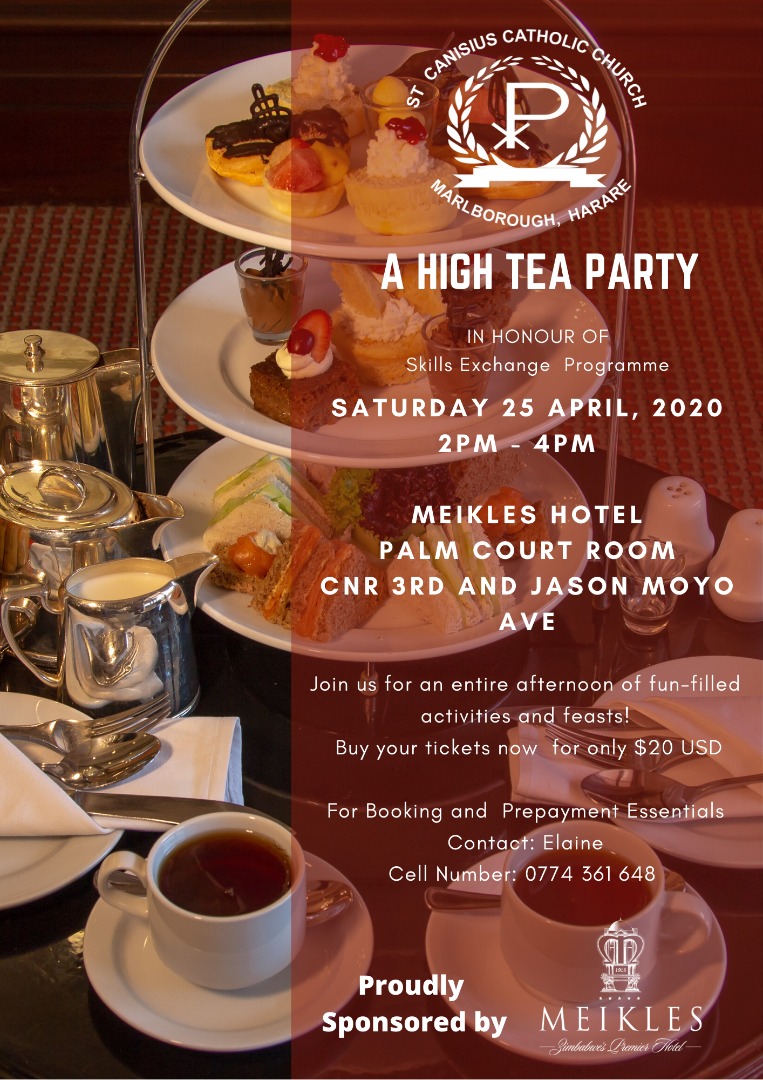 ST CANISIUS CATHOLIC CHURCH
MARLBOROUGH, HARARE
A HIGH TEA PARTY
IN HONOUR OF
Skills Exchange Programme
SATURDAY 25 APRIL, 2020
2PM - 4PM
MEIKLES HOTEL
PALM COURT ROOM
CNR 3RD AND JASON MOYO
AVE
Join us for an entire afternoon of fun-filled
activities and feasts!
Buy your tickets now for only $20 USD
For Booking and Prepayment Essentials
Contact: Elaine
Cell Number: 0774 361 648
Proudly
Sponsored by
MEIKLES
Zimbabwe's Premier Hotel